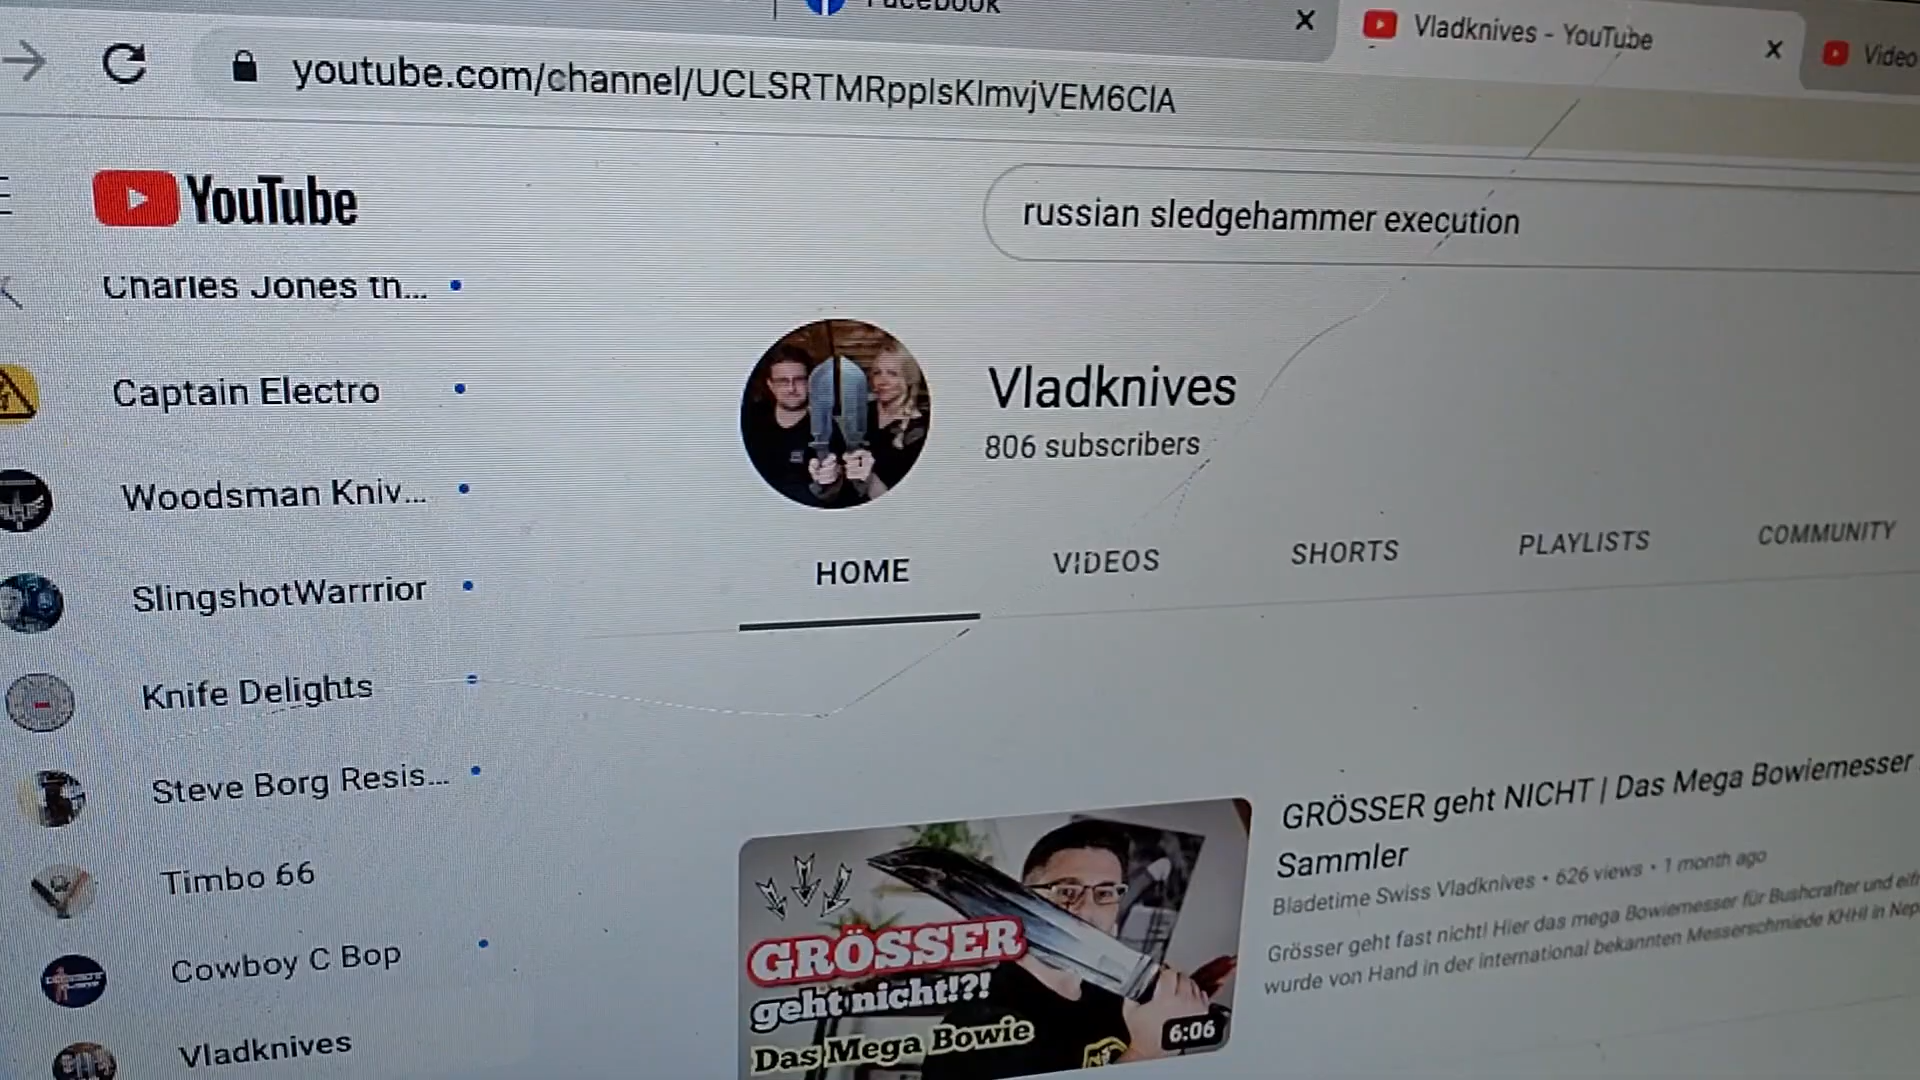 Facebook
Vladknives - YouTube
Video
youtube.com/channel/UCLSRTMRpplsKlmvjVEM6ClA
YouTube
russian sledgehammer execution
Charles Jones th...
Captain Electro
Woodsman Kniv...
SlingshotWarrrior
Knife Delights
Steve Borg Resis...
Timbo 66
Cowboy C Bop
Vladknives
Vladknives
806 subscribers
HOME
VIDEOS
SHORTS
PLAYLISTS
COMMUNITY
GRÖSSER
geht nicht!?!
Das Mega Bowie
6:06
GRÖSSER geht NICHT | Das Mega Bowiemesser
Sammler
Bladetime Swiss Vladknives • 626 views • 1 month ago
Grösser geht fast nicht! Hier das mega Bowiemesser für Bushcrafter und
wurde von Hand in der international bekannten Messerschmiede KHHI in